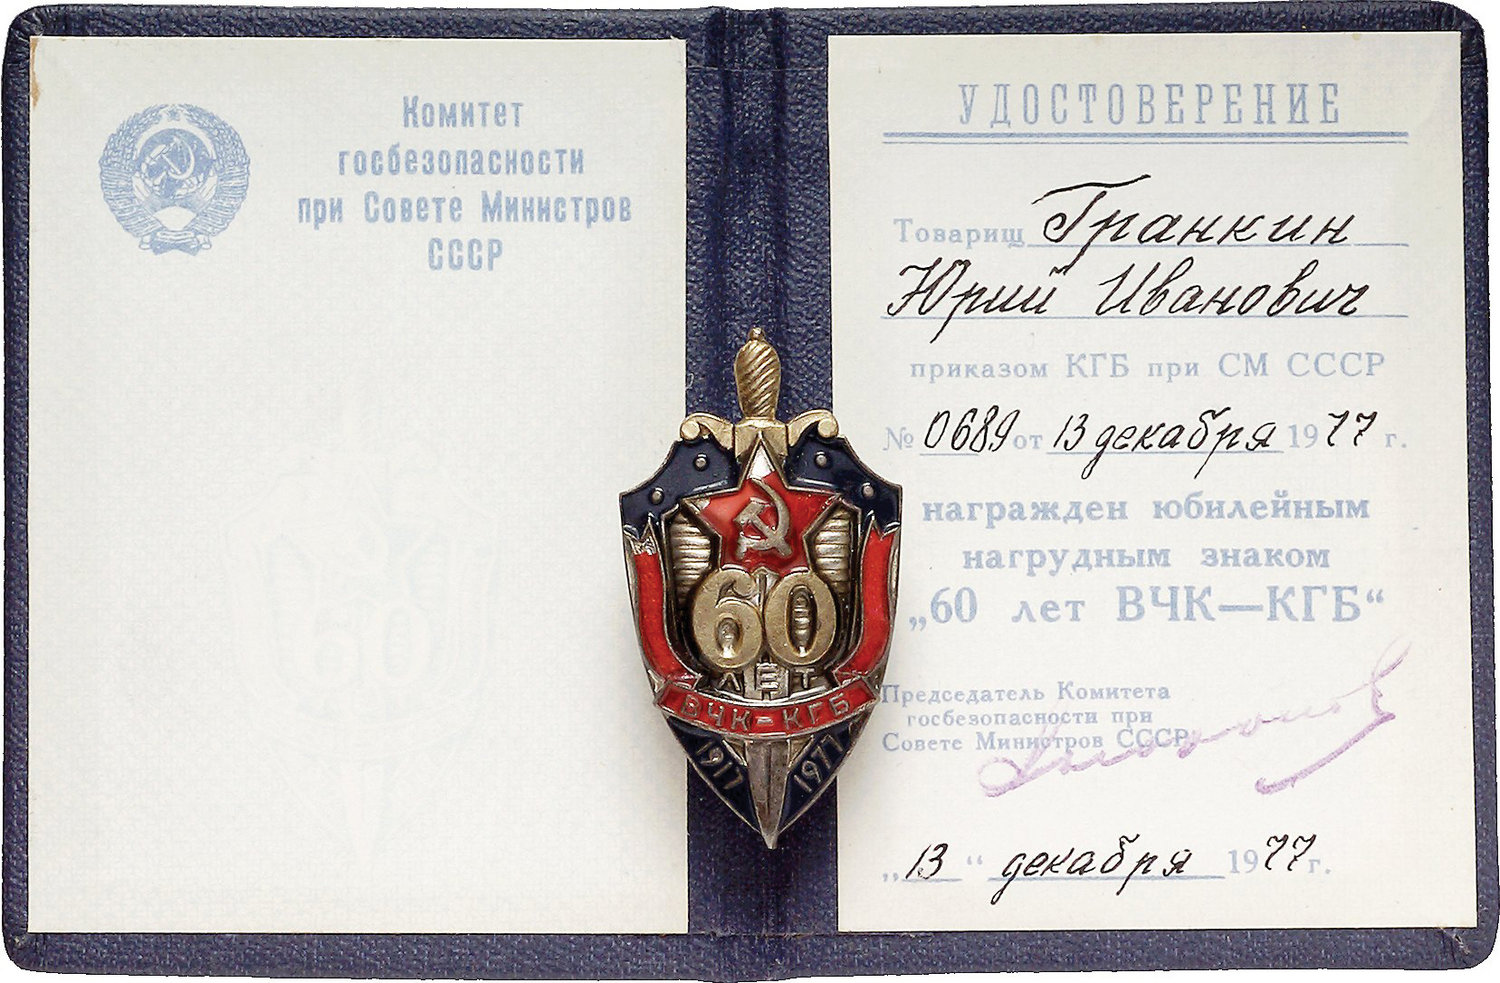 Комитет
госбезопасности
при Совете Министров
СССР
60
ЛЕТ
ВЧК-КГБ
1917 1977
УДОСТОВЕРЕНИЕ
Товарищ Гранкин
Юрий Иванович
приказом КГБ при СМ СССР
№ 0689 от 13 декабря 1977 г.
награжден юбилейным
нагрудным знаком
„60 лет ВЧК—КГБ“
Председатель Комитета
госбезопасности при
Совете Министров СССР
„13“ декабря 1977 г.